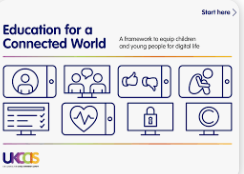 Start here
Education for a
Connected World
A framework to equip children
and young people for digital life
UKCIS